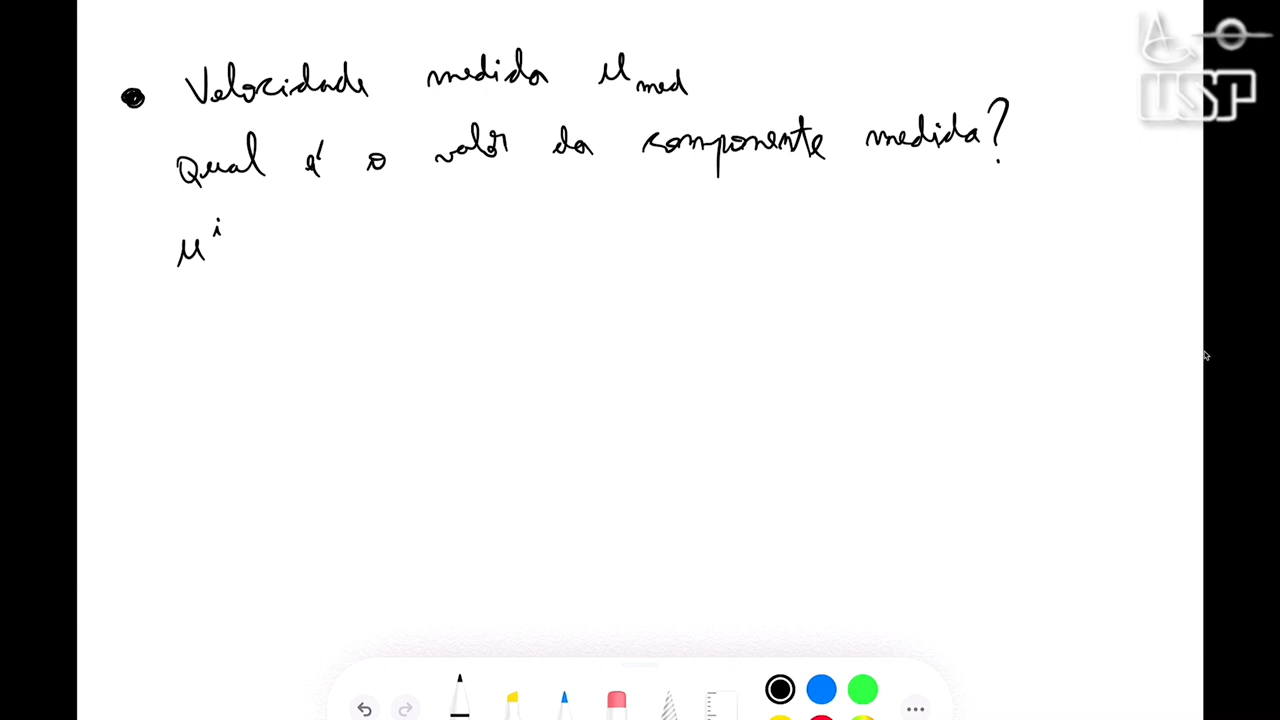 • Velocidade medida u_med
Qual é o valor da componente medida?
u^i
USP